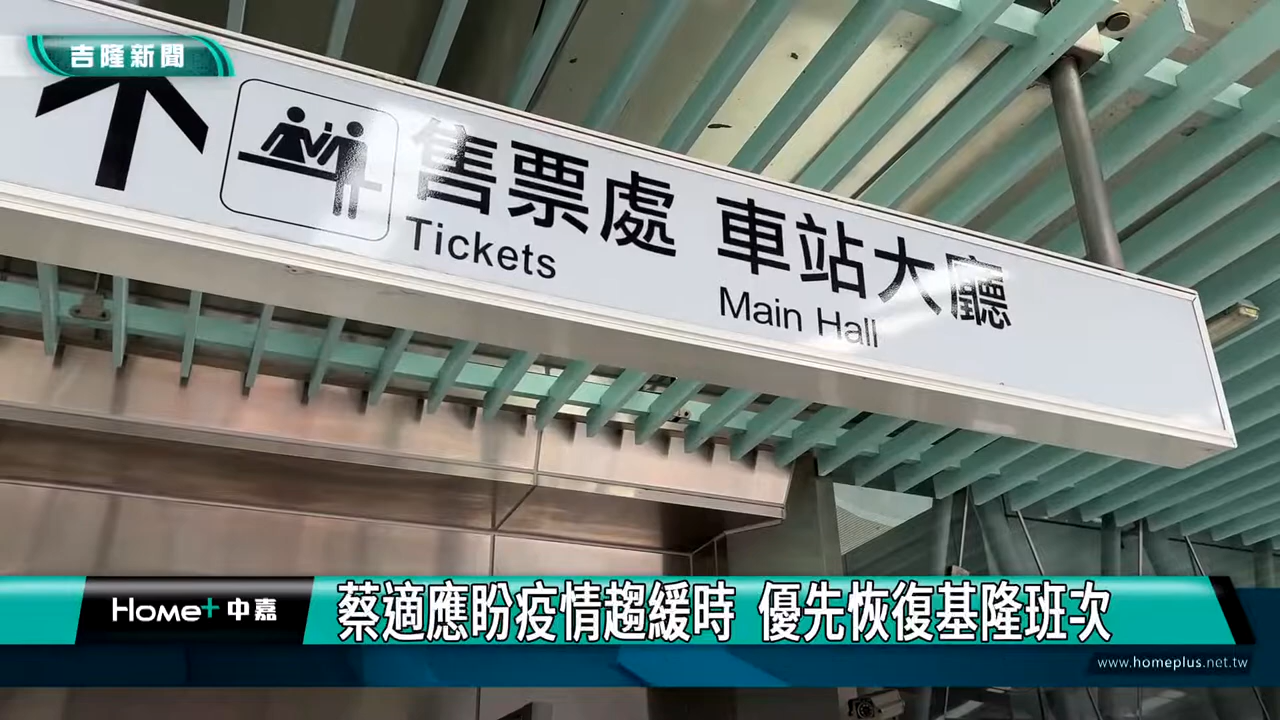 吉隆新聞
售票處 車站大廳
Tickets Main Hall
Home+中嘉
蔡適應盼疫情趨緩時 優先恢復基隆班次
www.homeplus.net.tw